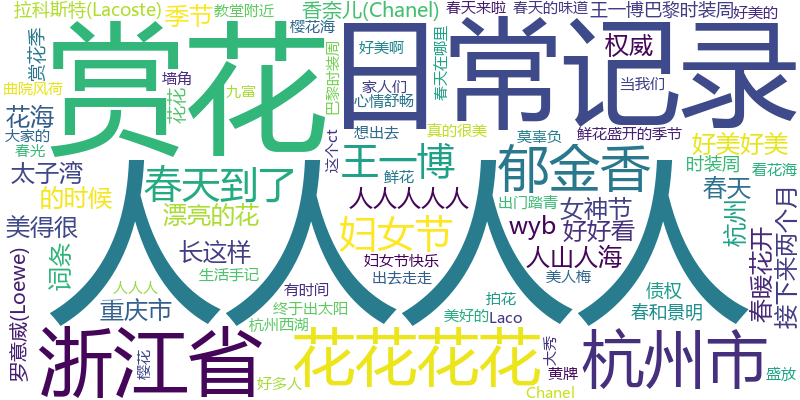 拉科斯特(Lacoste)
季节
教堂附近
香奈儿(Chanel)
春天来啦
春天的味道
王一博巴黎时装周
好美的
赏花季
樱花海
赏花
日常记录
好美啊
权威
曲院风荷
墙角
九富
巴黎时装周
家人们
心情舒畅
春天在哪里
当我们
花海
花花
大家的
春光
想出去
真的很美
莫辜负
鲜花盛开的季节
好美好美
这个ct
太子湾
春天到了
鲜花
王一博
郁金香
时装周
看花海
的时候
人人人人
人人人人人
出门踏青
春天
漂亮的花
妇女节
wyb
女神节
好好看
杭州
美得很
罗意威(Loewe)
词条
长这样
妇女节快乐
人山人海
春暖花开
接下来两个月
生活手记
出去走走
美人梅
人人人
有时间
拍花
债权
重庆市
终于出太阳
美好的
Laco
春和景明
杭州西湖
浙江省
樱花
花花花花
大秀
杭州市
好多人
黄牌
盛放
Chanel